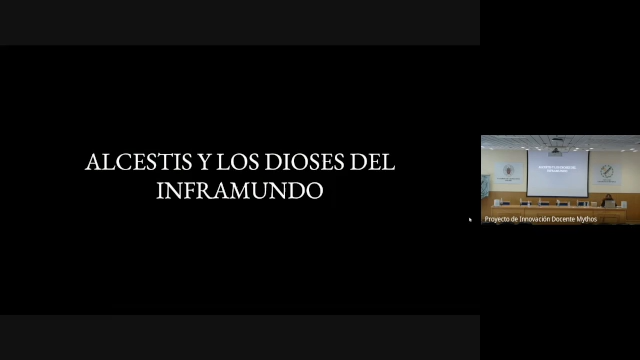 ALCESTIS Y LOS DIOSES DEL
INFRAMUNDO
Proyecto de Innovación Docente Mythos